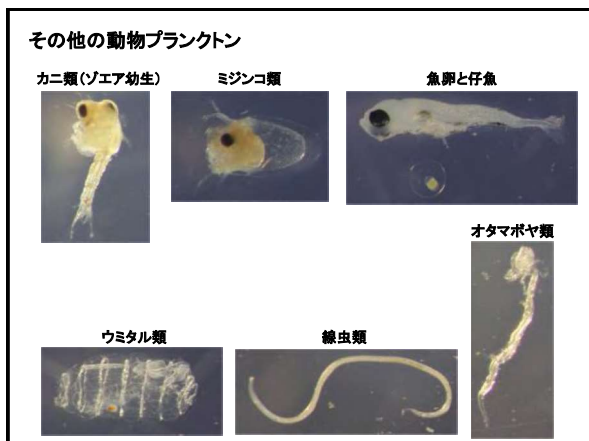 その他の動物プランクトン
カニ類(ゾエア幼生)
ミジンコ類
魚卵と仔魚
オタマボヤ類
ウミタル類
線虫類